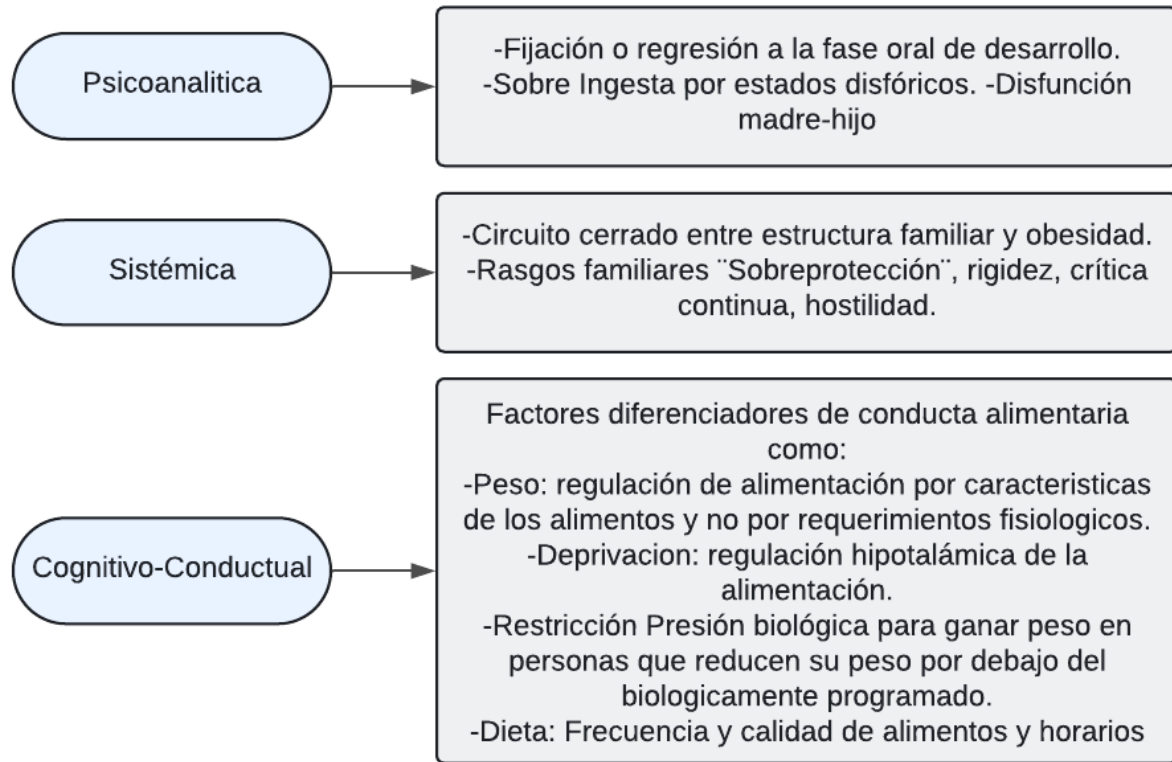 Psicoanalitica
-Fijación o regresión a la fase oral de desarrollo.
-Sobre Ingesta por estados disfóricos. -Disfunción
madre-hijo
Sistémica
-Circuito cerrado entre estructura familiar y obesidad.
-Rasgos familiares ¨Sobreprotección¨, rigidez, crítica
continua, hostilidad.
Cognitivo-Conductual
Factores diferenciadores de conducta alimentaria
como:
-Peso: regulación de alimentación por caracteristicas
de los alimentos y no por requerimientos fisiologicos.
-Deprivacion: regulación hipotalámica de la
alimentación.
-Restricción Presión biológica para ganar peso en
personas que reducen su peso por debajo del
biologicamente programado.
-Dieta: Frecuencia y calidad de alimentos y horarios